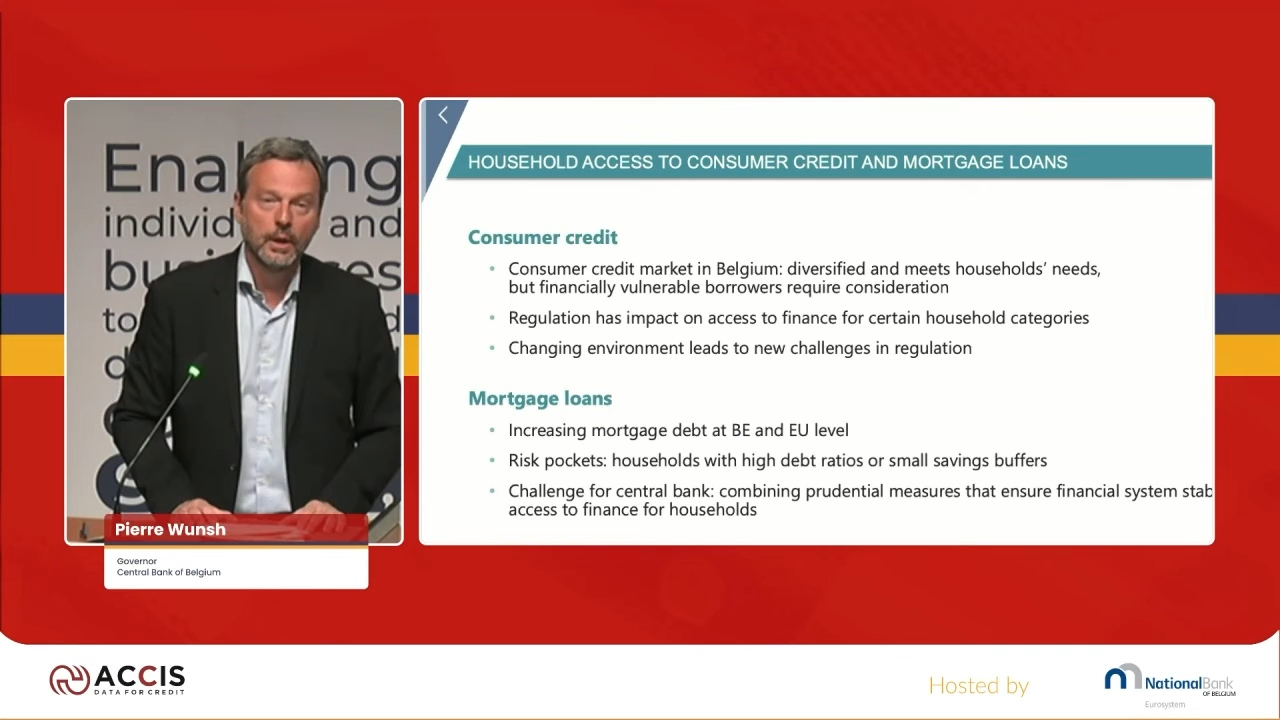 individ and
to
Pierre Wunsh
Governor
Central Bank of Belgium
HOUSEHOLD ACCESS TO CONSUMER CREDIT AND MORTGAGE LOANS
Consumer credit
• Consumer credit market in Belgium: diversified and meets households’ needs,
but financially vulnerable borrowers require consideration
• Regulation has impact on access to finance for certain household categories
• Changing environment leads to new challenges in regulation
Mortgage loans
• Increasing mortgage debt at BE and EU level
• Risk pockets: households with high debt ratios or small savings buffers
• Challenge for central bank: combining prudential measures that ensure financial system stab
access to finance for households
ACCIS
DATA FOR CREDIT
Hosted by
NationalBank
OF BELGIUM
Eurosystem